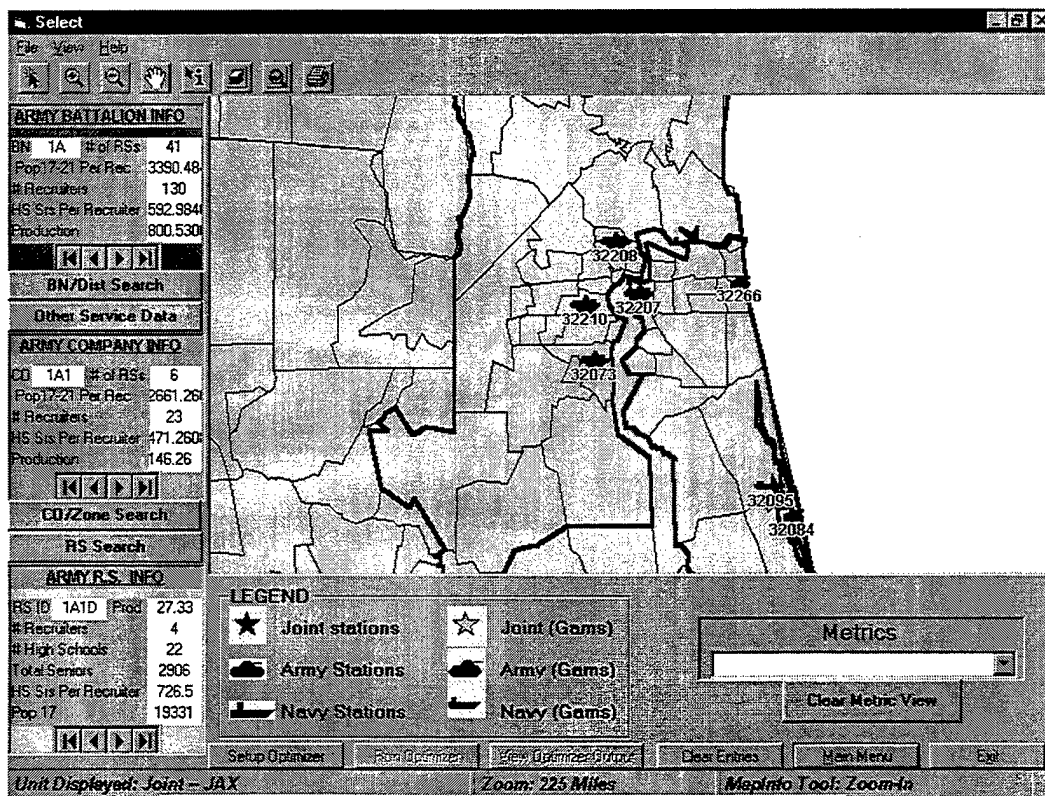 Select
File View Help
ARMY BATTALION INFO
BN 1A # of RSs 41
Pop17-21 Per Rec 3390.48
# Recruiters 130
HS Srs Per Recruiter 592.984
Production 800.530
BN/Dist Search
Other Service Data
ARMY COMPANY INFO
CO 1A1 # of RSs 6
Pop17-21 Per Rec 2661.26
# Recruiters 23
HS Srs Per Recruiter 471.260
Production 146.26
CO/Zone Search
RS Search
ARMY R.S. INFO
RS ID 1A1D Prod 27.33
# Recruiters 4
# High Schools 22
Total Seniors 2906
HS Srs Per Recruiter 726.5
Pop 17 19331
32208
32266
32207
32210
32073
32095
32084
LEGEND
Joint stations Joint (Gams)
Army Stations Army (Gams)
Navy Stations Navy (Gams)
Metrics
Clear Metric View
Setup Optimizer Run Optimizer View Optimizer Output Clear Entries Main Menu Exit
Unit Displayed: Joint -- JAX Zoom: 225 Miles MapInfo Tool: Zoom-In